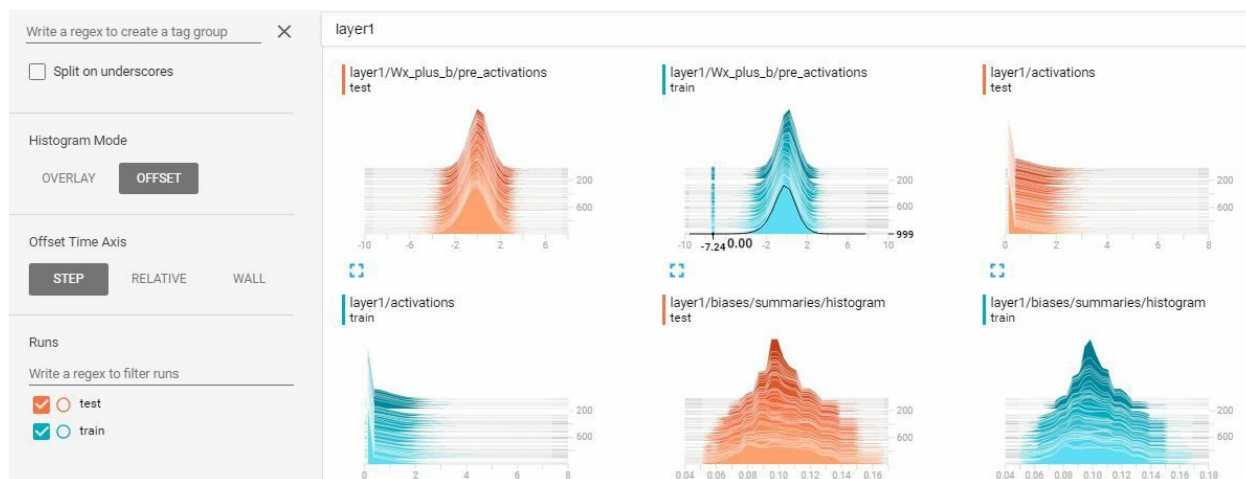 Write a regex to create a tag group
Split on underscores
Histogram Mode
OVERLAY OFFSET
Offset Time Axis
STEP RELATIVE WALL
Runs
Write a regex to filter runs
test
train
layer1
layer1/Wx_plus_b/pre_activations
test
200
600
-10 -6 -2 2 6
layer1/Wx_plus_b/pre_activations
train
200
600
999
-10 -2 2 6 10
-7.24 0.00
layer1/activations
test
200
600
0 2 4 6 8
layer1/activations
train
200
600
0 2 4 6 8
layer1/biases/summaries/histogram
test
200
600
0.04 0.06 0.08 0.10 0.12 0.14 0.16
layer1/biases/summaries/histogram
train
200
600
0.04 0.06 0.08 0.10 0.12 0.14 0.16 0.18